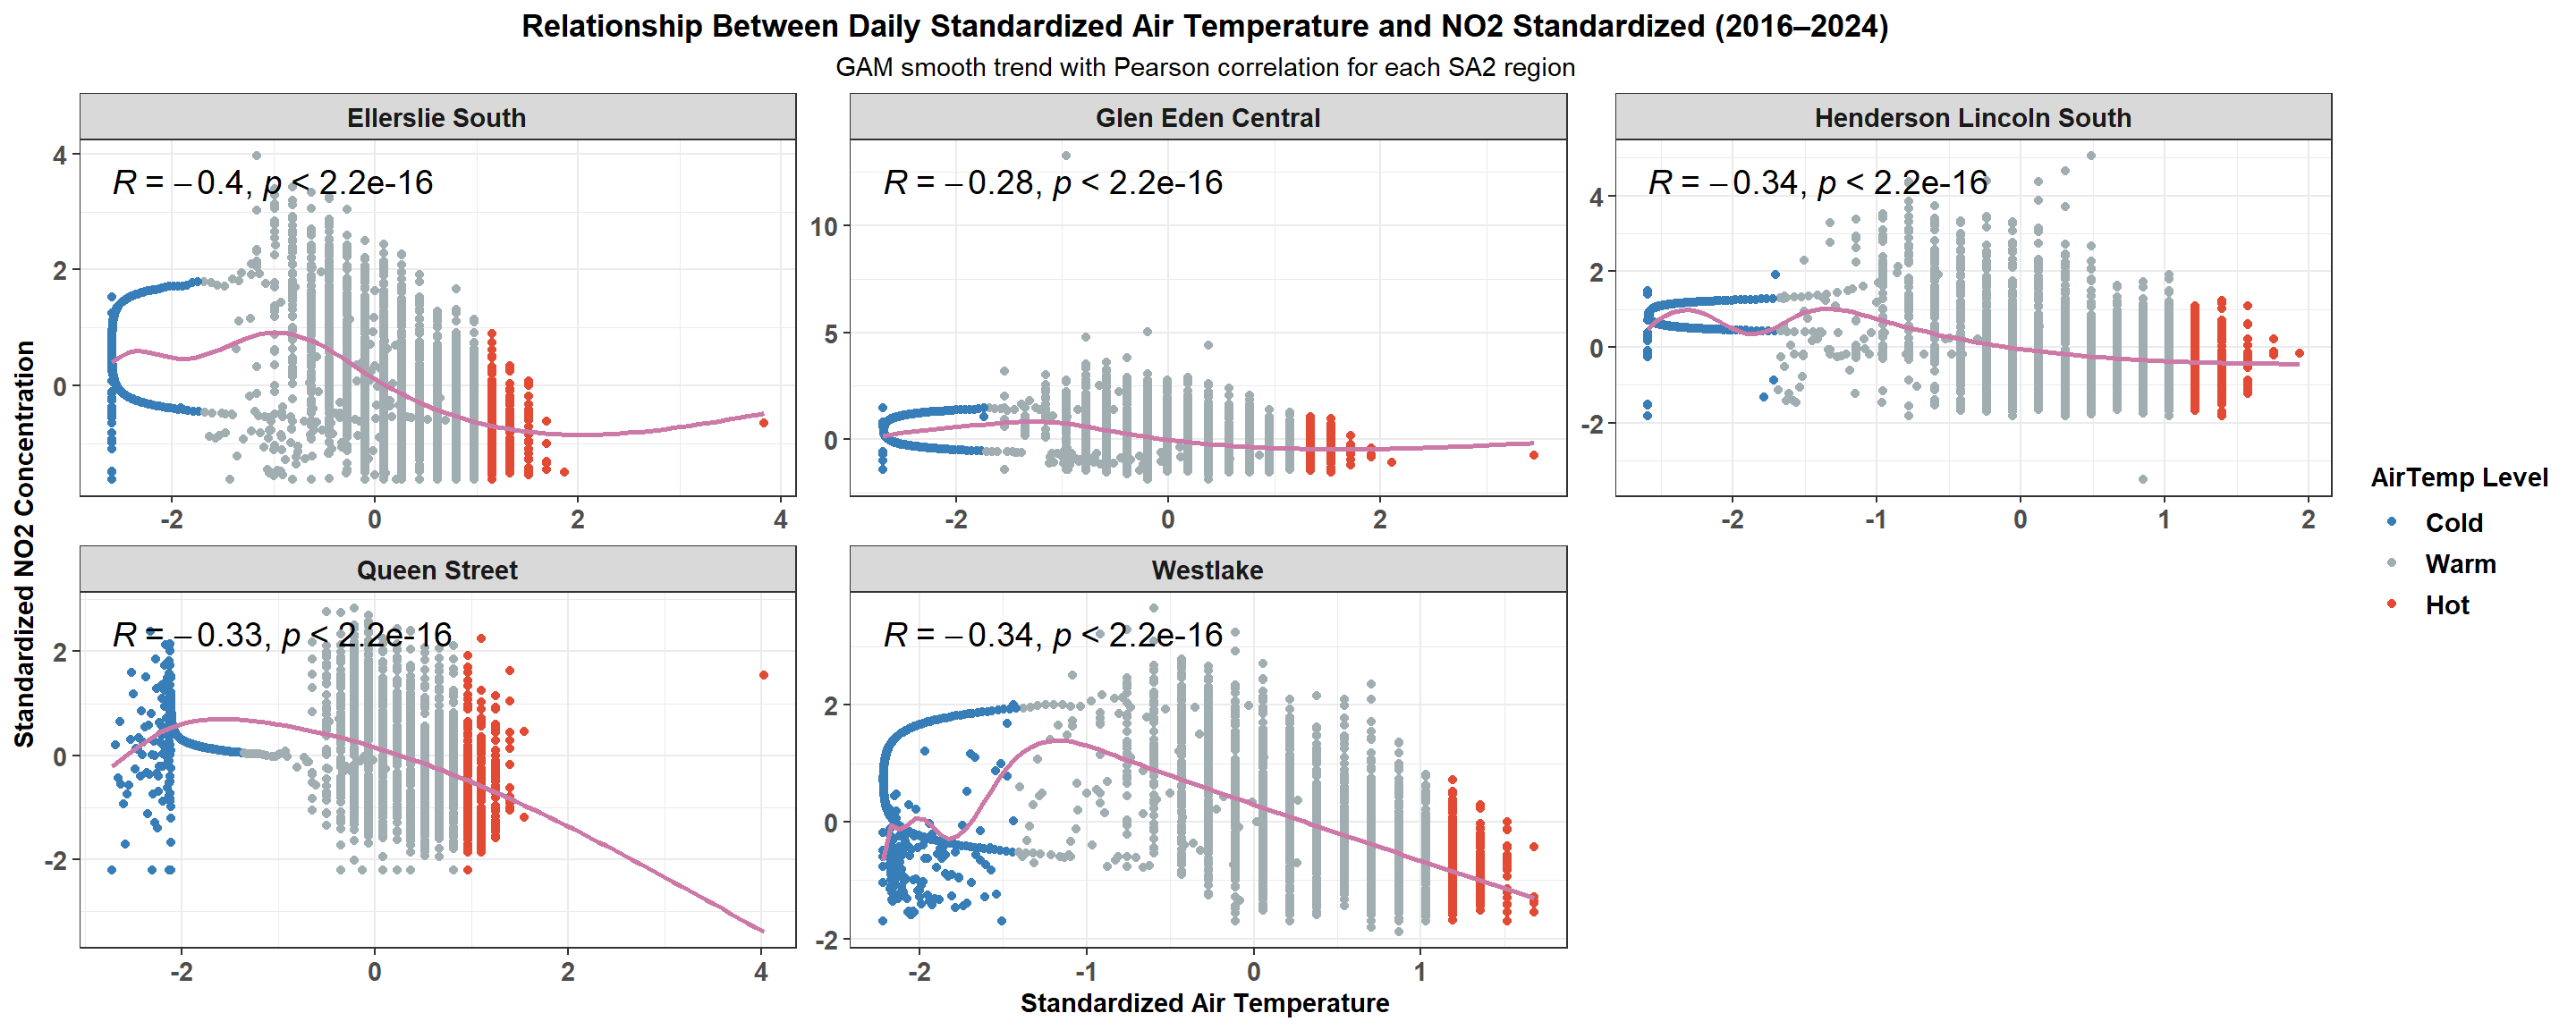 Relationship Between Daily Standardized Air Temperature and NO2 Standardized (2016–2024)
GAM smooth trend with Pearson correlation for each SA2 region
Ellerslie South
R = −0.4, p < 2.2e-16
4
2
0
-2
0
2
4
Glen Eden Central
R = −0.28, p < 2.2e-16
10
5
0
-2
0
2
Henderson Lincoln South
R = −0.34, p < 2.2e-16
4
2
0
-2
-2
-1
0
1
2
Queen Street
R = −0.33, p < 2.2e-16
2
0
-2
-2
0
2
4
Westlake
R = −0.34, p < 2.2e-16
2
0
-2
-2
-1
0
1
Standardized NO2 Concentration
Standardized Air Temperature
AirTemp Level
Cold
Warm
Hot